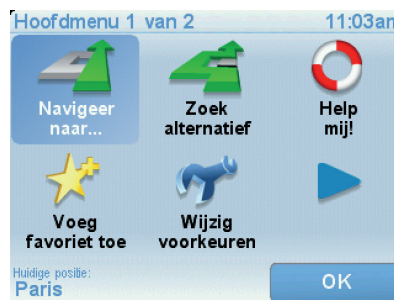 Hoofdmenu 1 van 2 11:03am
Navigeer
naar...
Zoek
alternatief
Help
mij!
Voeg
favoriet toe
Wijzig
voorkeuren
Huidige positie:
Paris
OK